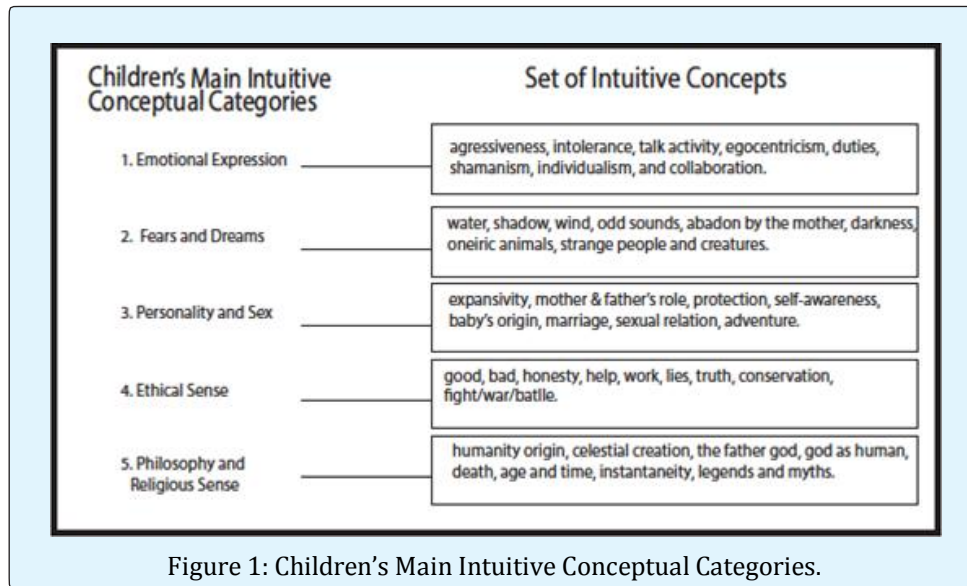 Children's Main Intuitive
Conceptual Categories
Set of Intuitive Concepts
1. Emotional Expression
agressiveness, intolerance, talk activity, egocentricism, duties,
shamanism, individualism, and collaboration.
2. Fears and Dreams
water, shadow, wind, odd sounds, abadon by the mother, darkness,
oneiric animals, strange people and creatures.
3. Personality and Sex
expansivity, mother & father's role, protection, self-awareness,
baby's origin, marriage, sexual relation, adventure.
4. Ethical Sense
good, bad, honesty, help, work, lies, truth, conservation,
fight/war/batlle.
5. Philosophy and
Religious Sense
humanity origin, celestial creation, the father god, god as human,
death, age and time, instantaneity, legends and myths.
Figure 1: Children's Main Intuitive Conceptual Categories.